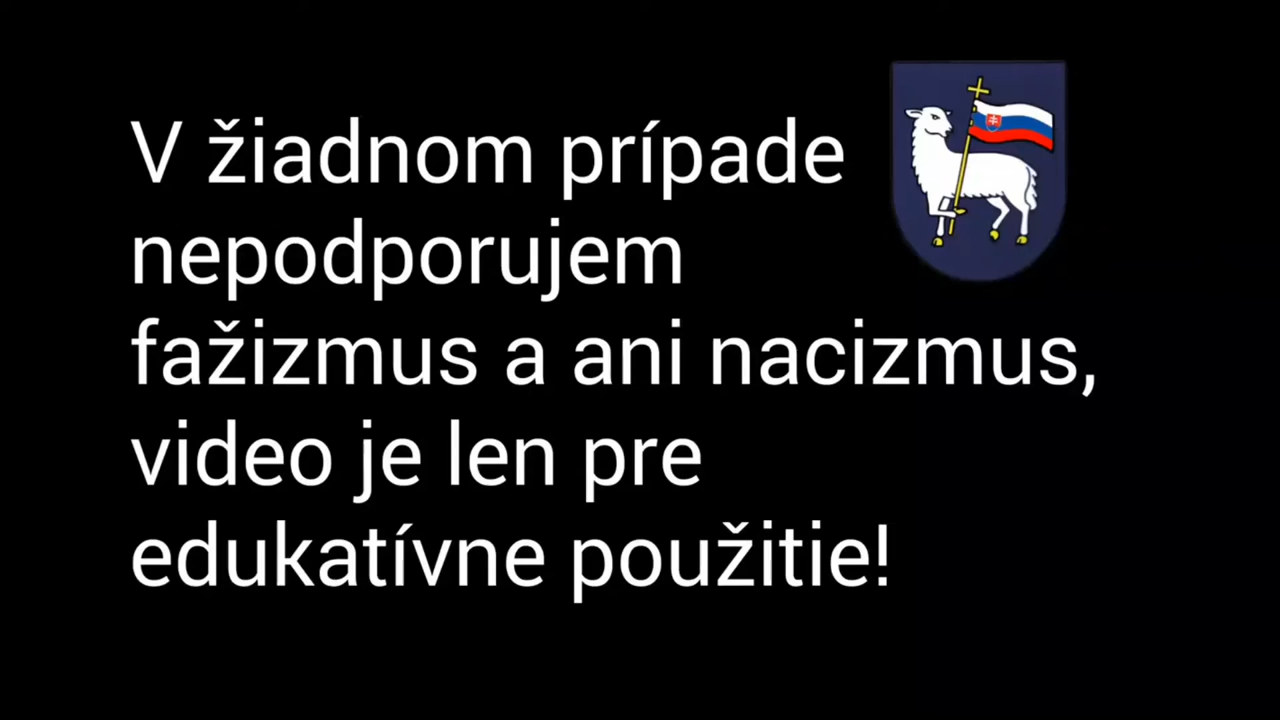 V žiadnom prípade
nepodporujem
fažizmus a ani nacizmus,
video je len pre
edukatívne použitie!